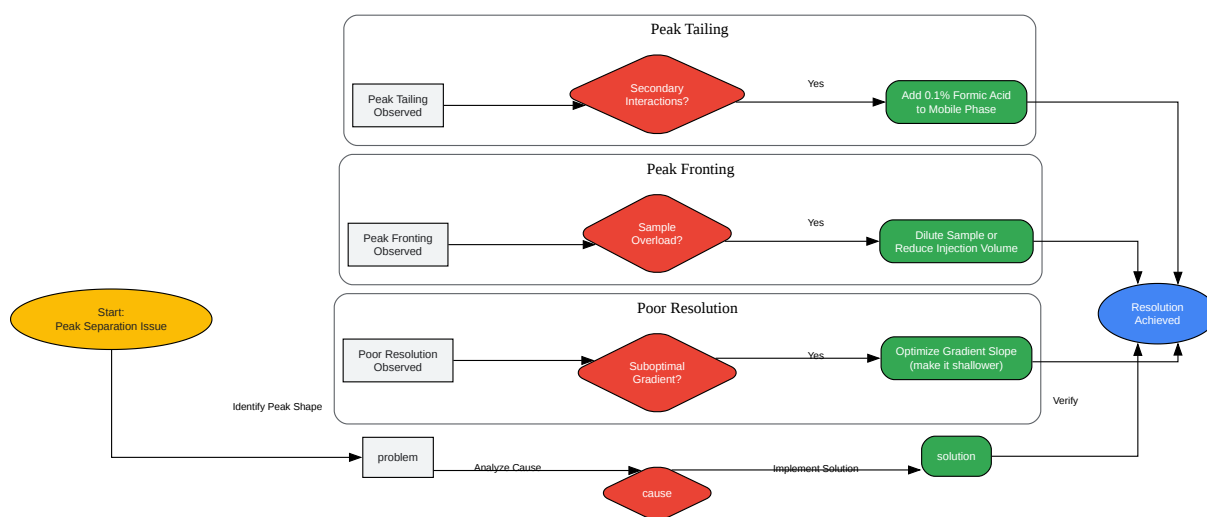 Peak Tailing
Peak Tailing
Observed
Secondary
Interactions?
Yes
Add 0.1% Formic Acid
to Mobile Phase
Peak Fronting
Peak Fronting
Observed
Sample
Overload?
Yes
Dilute Sample or
Reduce Injection Volume
Start:
Peak Separation Issue
Poor Resolution
Poor Resolution
Observed
Suboptimal
Gradient?
Yes
Optimize Gradient Slope
(make it shallower)
Resolution
Achieved
Identify Peak Shape
Verify
problem
Analyze Cause
cause
Implement Solution
solution